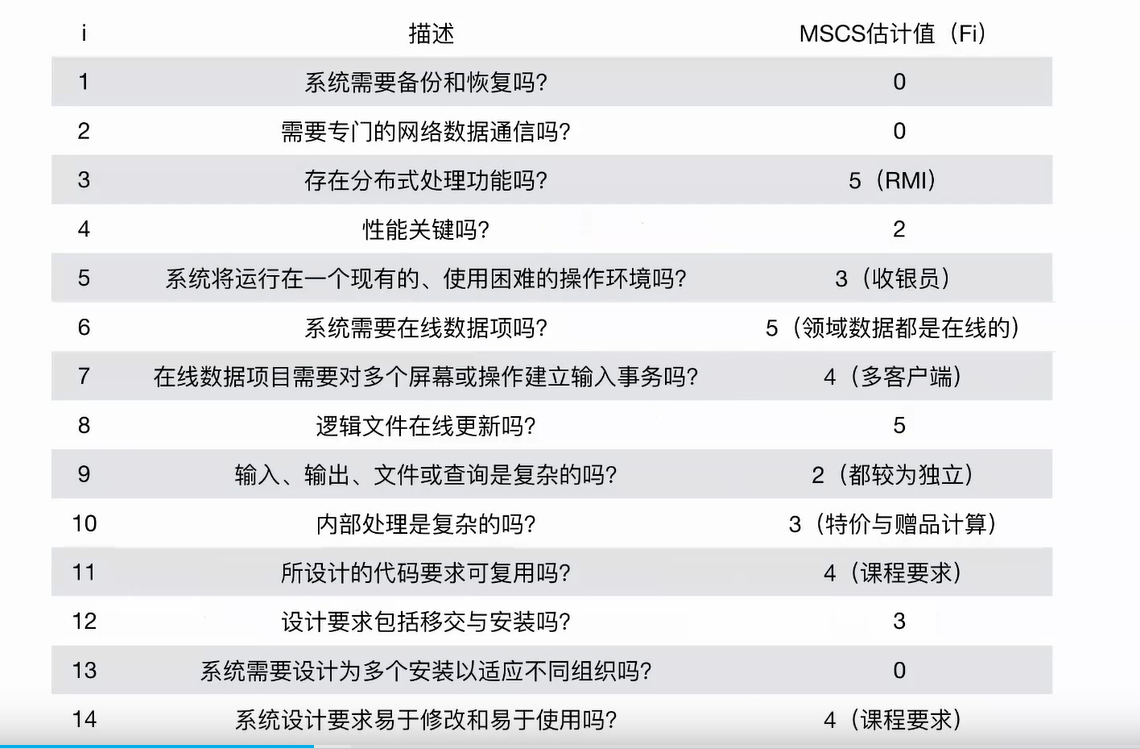 i 描述 MSCS估计值（Fi）
1 系统需要备份和恢复吗？ 0
2 需要专门的网络数据通信吗？ 0
3 存在分布式处理功能吗？ 5（RMI）
4 性能关键吗？ 2
5 系统将运行在一个现有的、使用困难的操作环境吗？ 3（收银员）
6 系统需要在线数据项吗？ 5（领域数据都是在线的）
7 在线数据项目需要对多个屏幕或操作建立输入事务吗？ 4（多客户端）
8 逻辑文件在线更新吗？ 5
9 输入、输出、文件或查询是复杂的吗？ 2（都较为独立）
10 内部处理是复杂的吗？ 3（特价与赠品计算）
11 所设计的代码要求可复用吗？ 4（课程要求）
12 设计要求包括移交与安装吗？ 3
13 系统需要设计为多个安装以适应不同组织吗？ 0
14 系统设计要求易于修改和易于使用吗？ 4（课程要求）